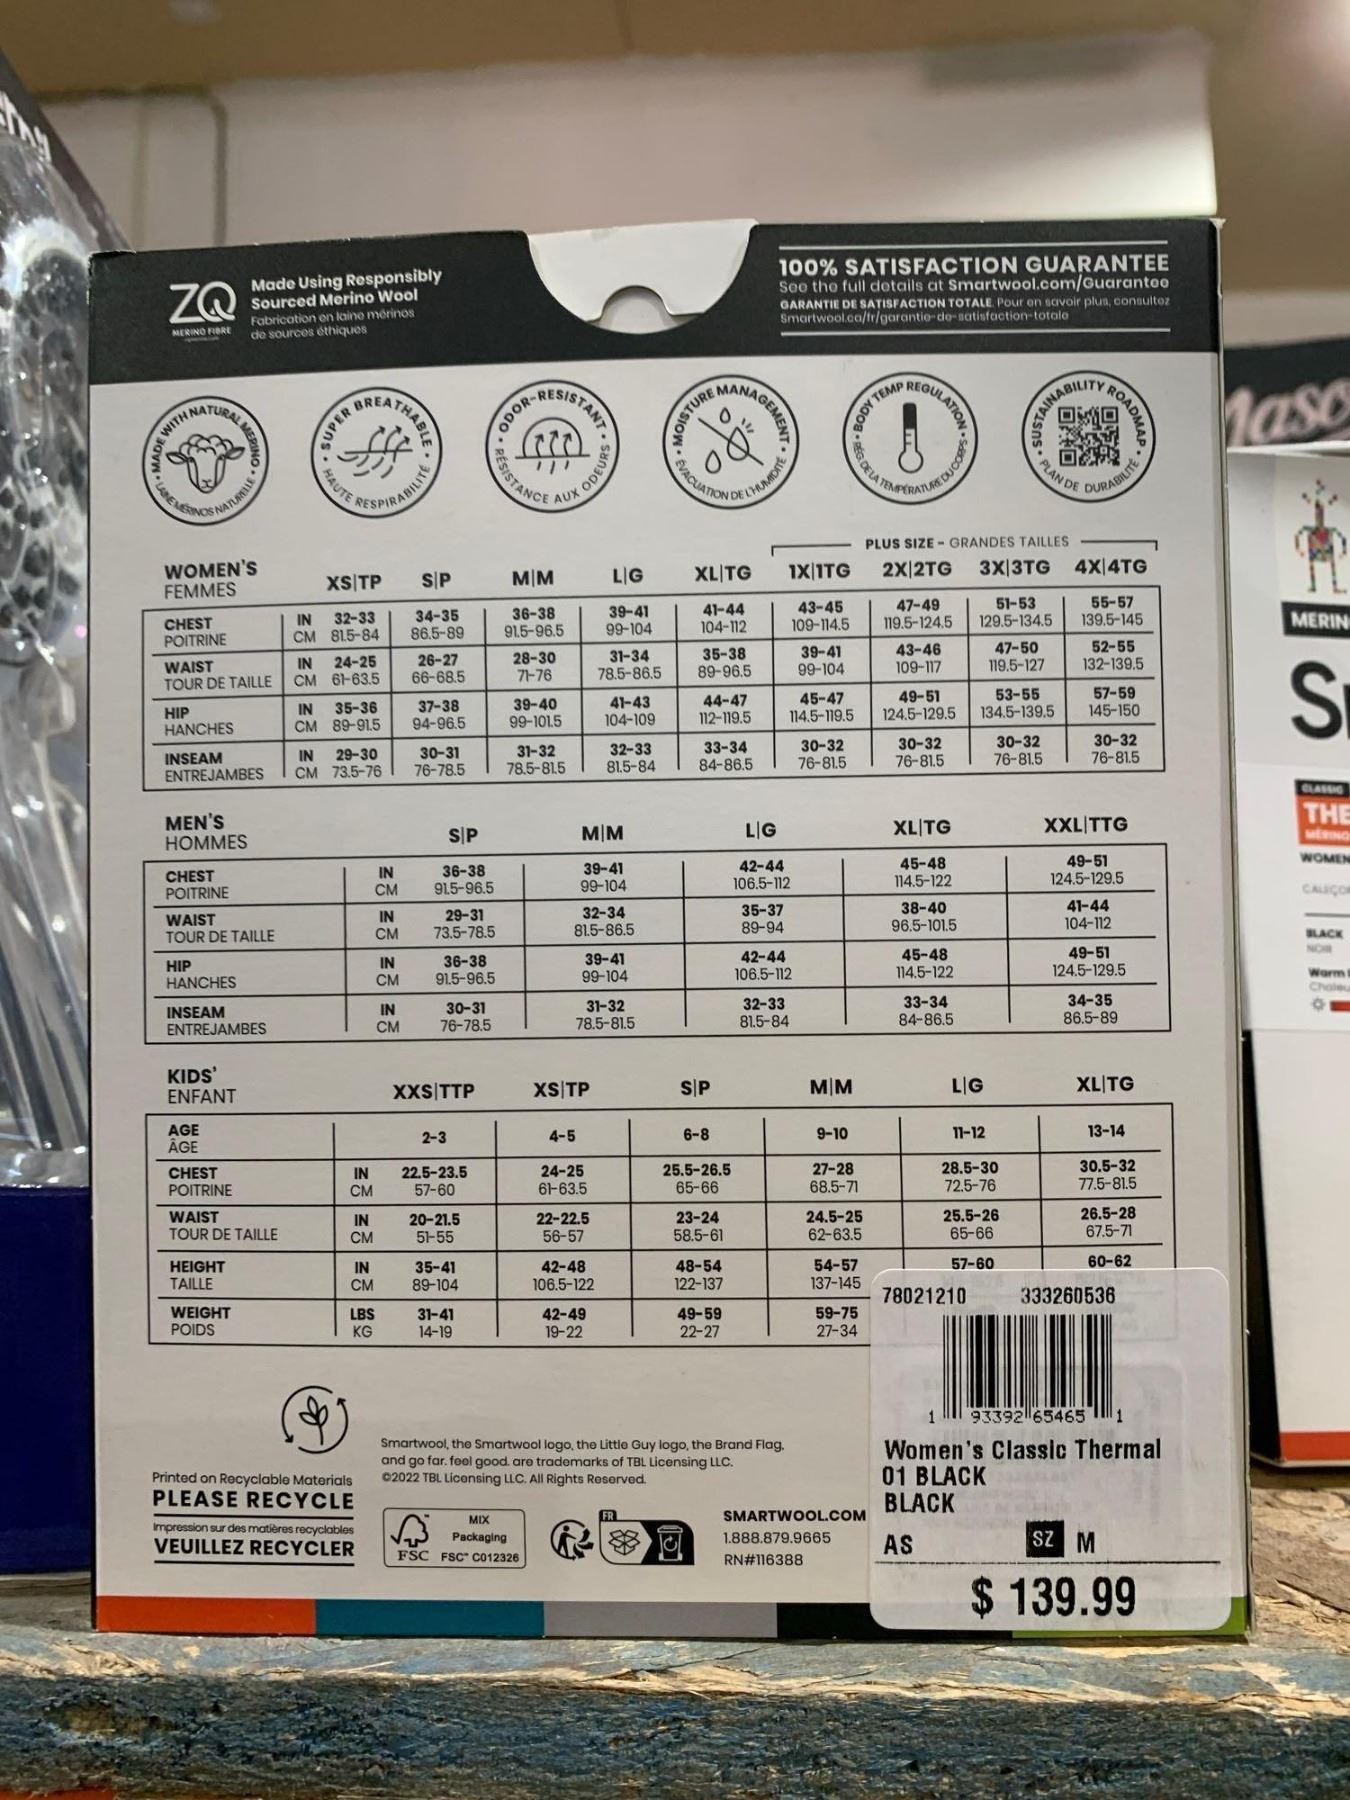 ZQ
MERINO FIBRE
Made Using Responsibly
Sourced Merino Wool
Fabrication en laine mérinos
de sources éthiques
100% SATISFACTION GUARANTEE
See the full details at Smartwool.com/Guarantee
GARANTIE DE SATISFACTION TOTALE. Pour en savoir plus, consultez
Smartwool.ca/fr/garantie-de-satisfaction-totale
• MADE WITH NATURAL MERINO •
LAINE MÉRINOS NATURELLE
• SUPER BREATHABLE •
HAUTE RESPIRABILITÉ
• ODOR-RESISTANT •
RÉSISTANCE AUX ODEURS
• MOISTURE MANAGEMENT •
ÉVACUATION DE L'HUMIDITÉ
• BODY TEMP REGULATION •
RÉG DE LA TEMPÉRATURE DU CORPS
• SUSTAINABILITY ROADMAP •
PLAN DE DURABILITÉ
PLUS SIZE - GRANDES TAILLES
WOMEN'S
FEMMES
XS|TP S|P M|M L|G XL|TG 1X|1TG 2X|2TG 3X|3TG 4X|4TG
CHEST IN 32-33 34-35 36-38 39-41 41-44 43-45 47-49 51-53 55-57
POITRINE CM 81.5-84 86.5-89 91.5-96.5 99-104 104-112 109-114.5 119.5-124.5 129.5-134.5 139.5-145
WAIST IN 24-25 26-27 28-30 31-34 35-38 39-41 43-46 47-50 52-55
TOUR DE TAILLE CM 61-63.5 66-68.5 71-76 78.5-86.5 89-96.5 99-104 109-117 119.5-127 132-139.5
HIP IN 35-36 37-38 39-40 41-43 44-47 45-47 49-51 53-55 57-59
HANCHES CM 89-91.5 94-96.5 99-101.5 104-109 112-119.5 114.5-119.5 124.5-129.5 134.5-139.5 145-150
INSEAM IN 29-30 30-31 31-32 32-33 33-34 30-32 30-32 30-32 30-32
ENTREJAMBES CM 73.5-76 76-78.5 78.5-81.5 81.5-84 84-86.5 76-81.5 76-81.5 76-81.5 76-81.5
MEN'S
HOMMES
S|P M|M L|G XL|TG XXL|TTG
CHEST IN 36-38 39-41 42-44 45-48 49-51
POITRINE CM 91.5-96.5 99-104 106.5-112 114.5-122 124.5-129.5
WAIST IN 29-31 32-34 35-37 38-40 41-44
TOUR DE TAILLE CM 73.5-78.5 81.5-86.5 89-94 96.5-101.5 104-112
HIP IN 36-38 39-41 42-44 45-48 49-51
HANCHES CM 91.5-96.5 99-104 106.5-112 114.5-122 124.5-129.5
INSEAM IN 30-31 31-32 32-33 33-34 34-35
ENTREJAMBES CM 76-78.5 78.5-81.5 81.5-84 84-86.5 86.5-89
KIDS'
ENFANT
XXS|TTP XS|TP S|P M|M L|G XL|TG
AGE
ÂGE
2-3 4-5 6-8 9-10 11-12 13-14
CHEST IN 22.5-23.5 24-25 25.5-26.5 27-28 28.5-30 30.5-32
POITRINE CM 57-60 61-63.5 65-66 68.5-71 72.5-76 77.5-81.5
WAIST IN 20-21.5 22-22.5 23-24 24.5-25 25.5-26 26.5-28
TOUR DE TAILLE CM 51-55 56-57 58.5-61 62-63.5 65-66 67.5-71
HEIGHT IN 35-41 42-48 48-54 54-57 57-60 60-62
TAILLE CM 89-104 106.5-122 122-137 137-145
WEIGHT LBS 31-41 42-49 49-59 59-75
POIDS KG 14-19 19-22 22-27 27-34
78021210 333260536
1 93392 65465 1
Women's Classic Thermal
01 BLACK
BLACK
AS SZ M
$ 139.99
Printed on Recyclable Materials
PLEASE RECYCLE
Impression sur des matières recyclables
VEUILLEZ RECYCLER
Smartwool, the Smartwool logo, the Little Guy logo, the Brand Flag,
and go far. feel good. are trademarks of TBL Licensing LLC.
©2022 TBL Licensing LLC. All Rights Reserved.
FSC
MIX
Packaging
FSC™ C012326
FR
SMARTWOOL.COM
1.888.879.9665
RN#116388
MERIN
CLASSIC
THE
MÉRINO
WOMEN
CALEÇO
BLACK
NOIR
Warm
Chaleu